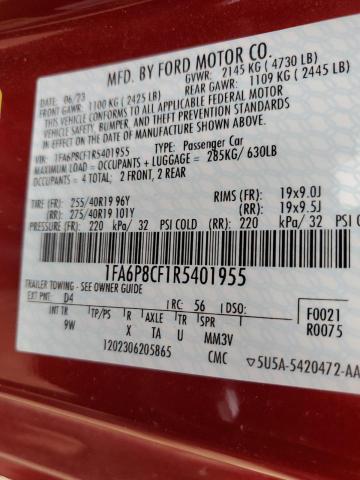 MFD. BY FORD MOTOR CO.
DATE: 06/23 GVWR: 2145 KG ( 4730 LB)
FRONT GAWR: 1100 KG ( 2425 LB) REAR GAWR: 1109 KG ( 2445 LB)
THIS VEHICLE CONFORMS TO ALL APPLICABLE FEDERAL MOTOR
VEHICLE SAFETY, BUMPER, AND THEFT PREVENTION STANDARDS
IN EFFECT ON THE DATE OF MANUFACTURE SHOWN ABOVE.
VIN: 1FA6P8CF1R5401955 TYPE: Passenger Car
MAXIMUM LOAD= OCCUPANTS + LUGGAGE = 285KG/ 630LB
OCCUPANTS = 4 TOTAL; 2 FRONT, 2 REAR
TIRE (FR): 255/40R19 96Y RIMS (FR): 19x9.0J
(RR): 275/40R19 101Y (RR): 19x9.5J
PRESSURE (FR): 220 kPa/ 32 PSI COLD (RR): 220 kPa/ 32 PSI COLD
1FA6P8CF1R5401955
TRAILER TOWING - SEE OWNER GUIDE
EXT PNT: D4 RC: 56 DSO: F0021
INT TR TP/PS R AXLE TR SPR R0075
9W X TA U MM3V
1202306205865 CMC ▽5U5A-5420472-AA